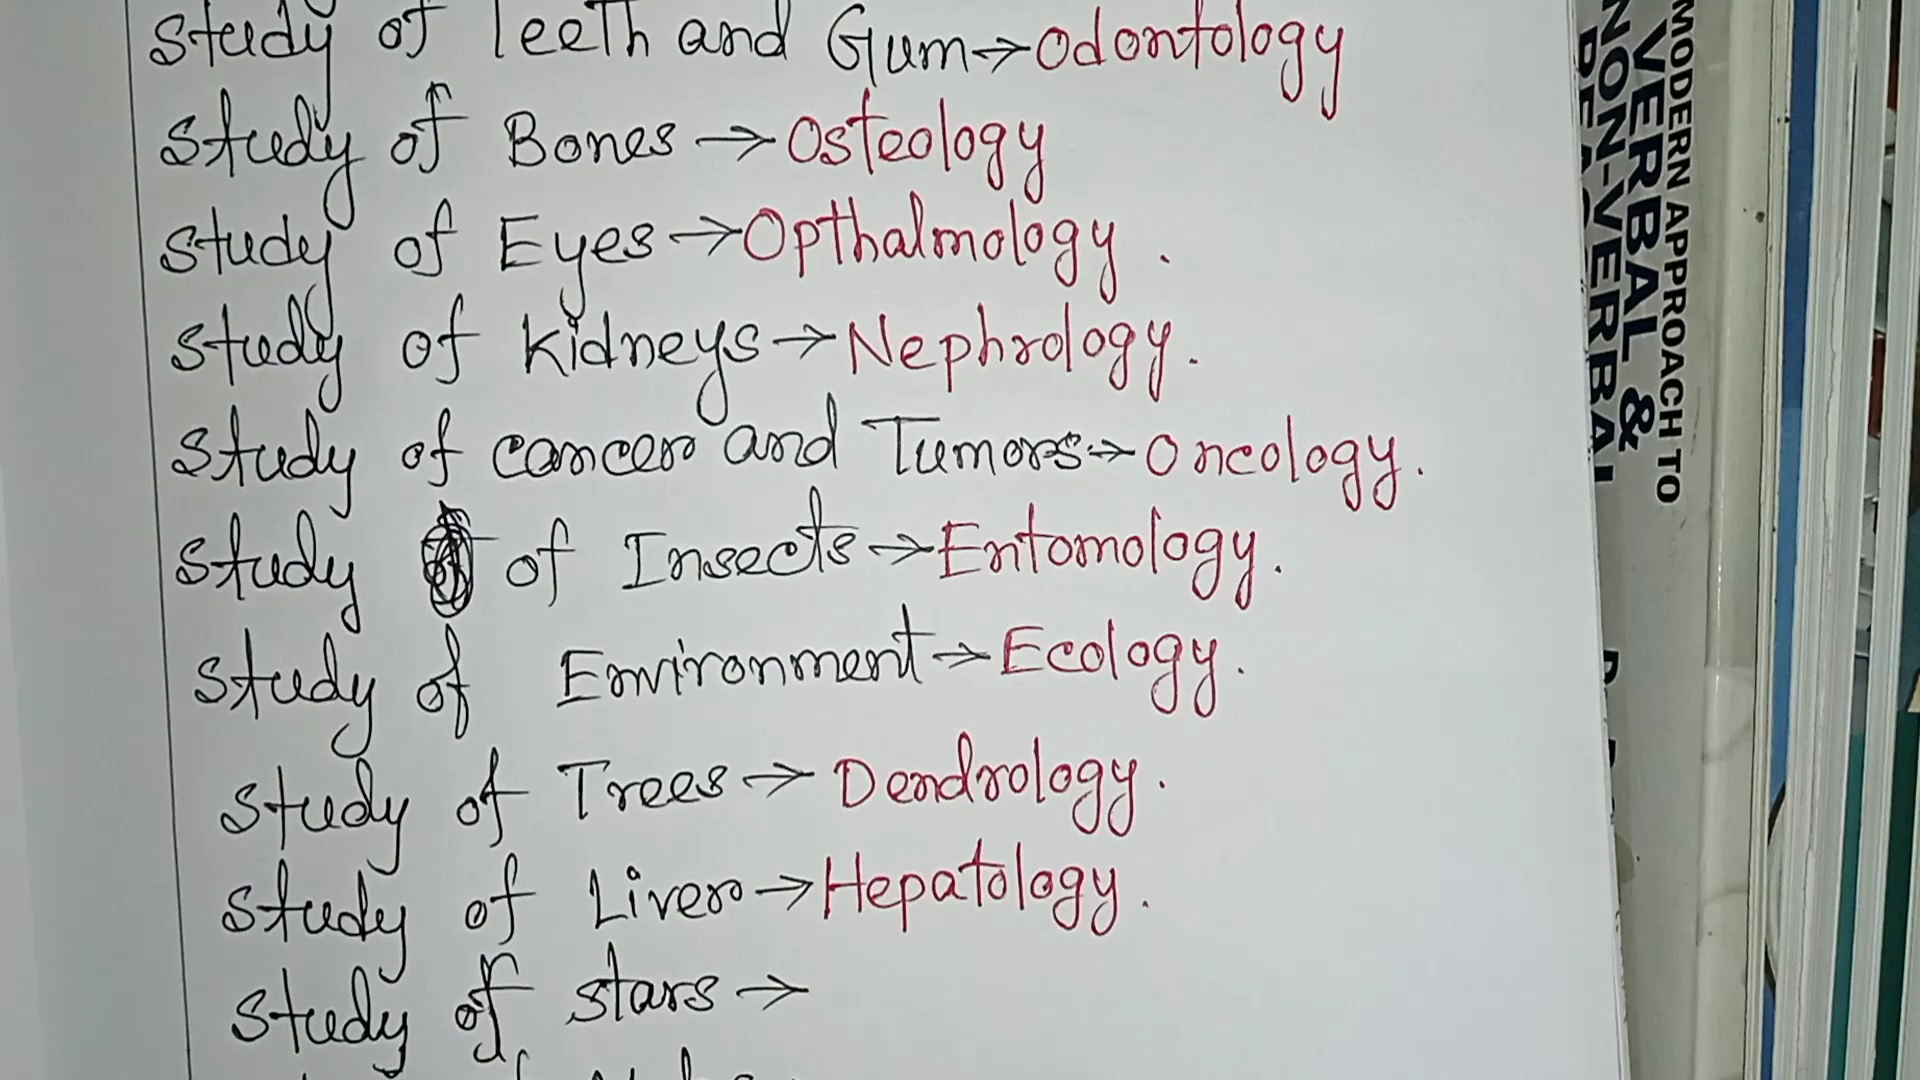 Study of Teeth and Gum→Odontology
Study of Bones→Osteology
Study of Eyes→Opthalmology.
Study of Kidneys→Nephrology.
Study of cancer and Tumors→Oncology.
Study of Insects→Entomology.
Study of Environment→Ecology.
Study of Trees→Dendrology.
Study of Liver→Hepatology.
Study of stars→
MODERN APPROACH TO
VERBAL &
NON-VERBAL